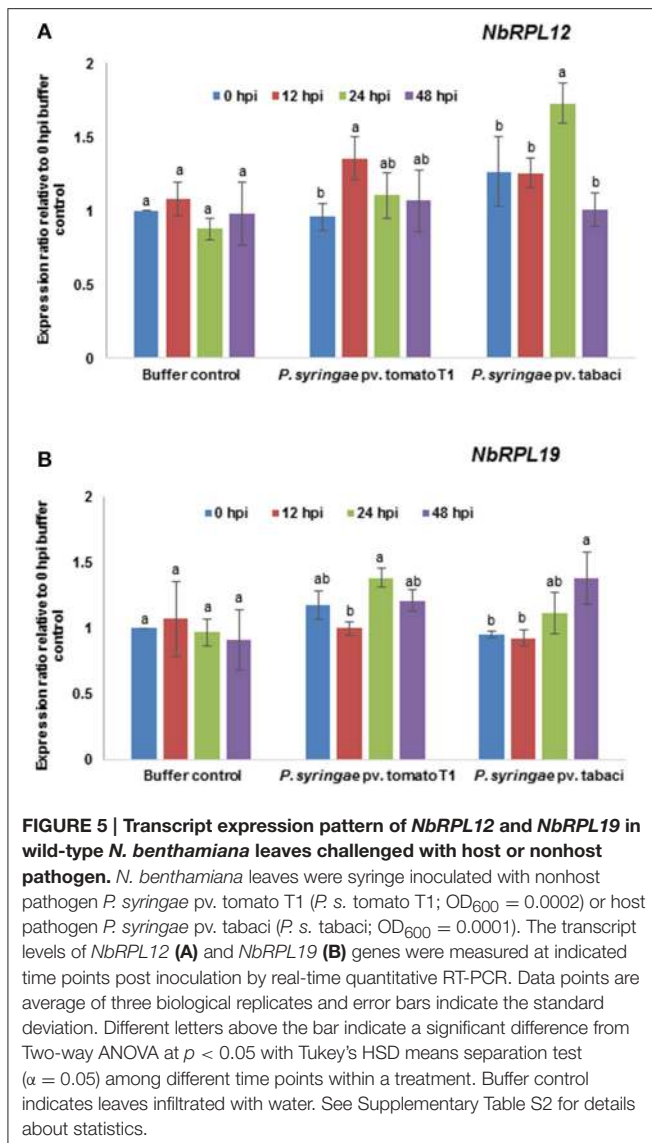 A
NbRPL12
0 hpi 12 hpi 24 hpi 48 hpi
Expression ratio relative to 0 hpi buffer
control
2
1.5
1
0.5
0
a a a a
b a ab ab
b b a b
Buffer control P. syringae pv. tomato T1 P. syringae pv. tabaci
B
NbRPL19
0 hpi 12 hpi 24 hpi 48 hpi
Expression ratio relative to 0 hpi buffer
control
2
1.5
1
0.5
0
a a a a
ab b a ab
b b ab a
Buffer control P. syringae pv. tomato T1 P. syringae pv. tabaci
FIGURE 5 | Transcript expression pattern of NbRPL12 and NbRPL19 in
wild-type N. benthamiana leaves challenged with host or nonhost
pathogen. N. benthamiana leaves were syringe inoculated with nonhost
pathogen P. syringae pv. tomato T1 (P. s. tomato T1; OD600 = 0.0002) or host
pathogen P. syringae pv. tabaci (P. s. tabaci; OD600 = 0.0001). The transcript
levels of NbRPL12 (A) and NbRPL19 (B) genes were measured at indicated
time points post inoculation by real-time quantitative RT-PCR. Data points are
average of three biological replicates and error bars indicate the standard
deviation. Different letters above the bar indicate a significant difference from
Two-way ANOVA at p < 0.05 with Tukey's HSD means separation test
(α = 0.05) among different time points within a treatment. Buffer control
indicates leaves infiltrated with water. See Supplementary Table S2 for details
about statistics.